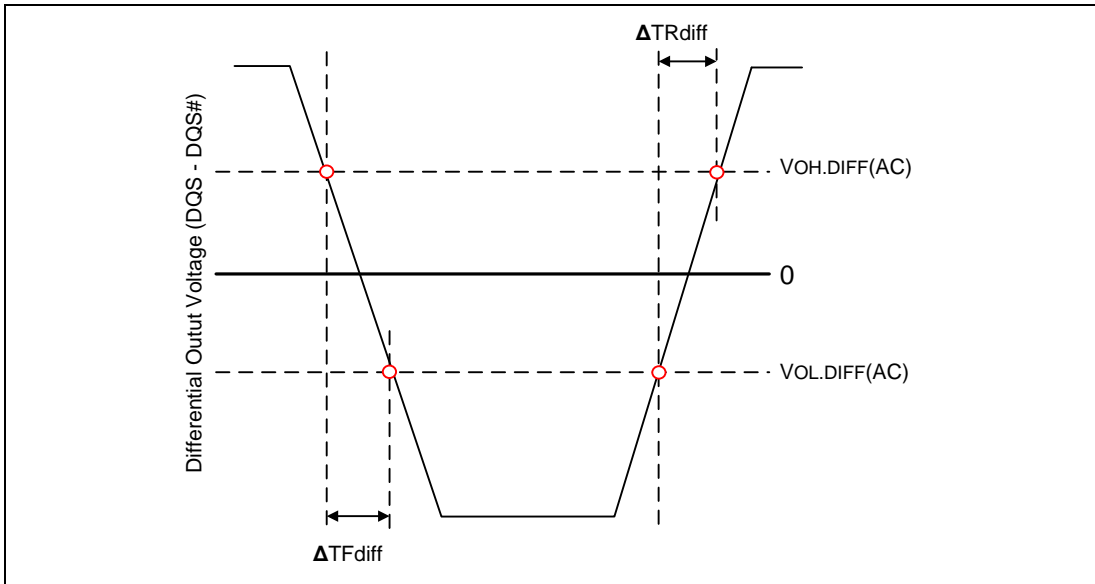 ΔTRdiff
Differential Outut Voltage (DQS - DQS#)
VOH.DIFF(AC)
0
VOL.DIFF(AC)
ΔTFdiff